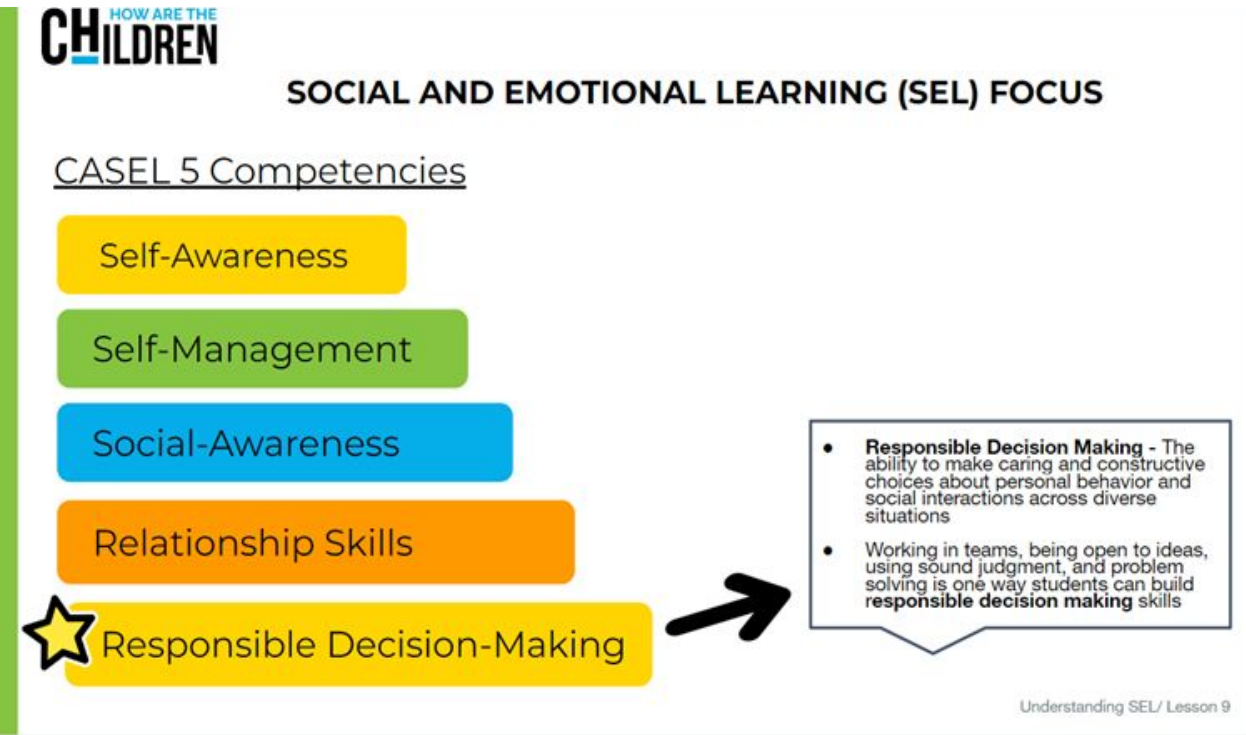 HOW ARE THE
CHILDREN
SOCIAL AND EMOTIONAL LEARNING (SEL) FOCUS
CASEL 5 Competencies
Self-Awareness
Self-Management
Social-Awareness
Relationship Skills
Responsible Decision-Making
● Responsible Decision Making - The
ability to make caring and constructive
choices about personal behavior and
social interactions across diverse
situations
● Working in teams, being open to ideas,
using sound judgment, and problem
solving is one way students can build
responsible decision making skills
Understanding SEL/ Lesson 9